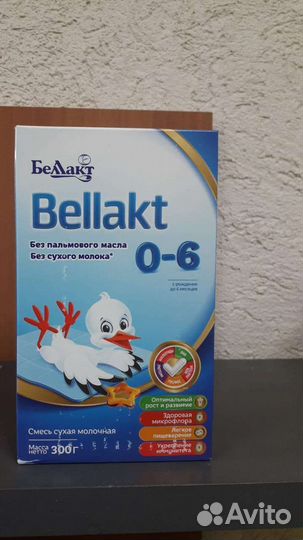 Беллакт
Bellakt
Без пальмового масла
Без сухого молока*
0-6
с рождения
до 6 месяцев
Оптимальный
рост и развитие
Здоровая
микрофлора
Легкое
пищеварение
Укрепление
иммунитета
Смесь сухая молочная
Масса
нетто 300г
Avito